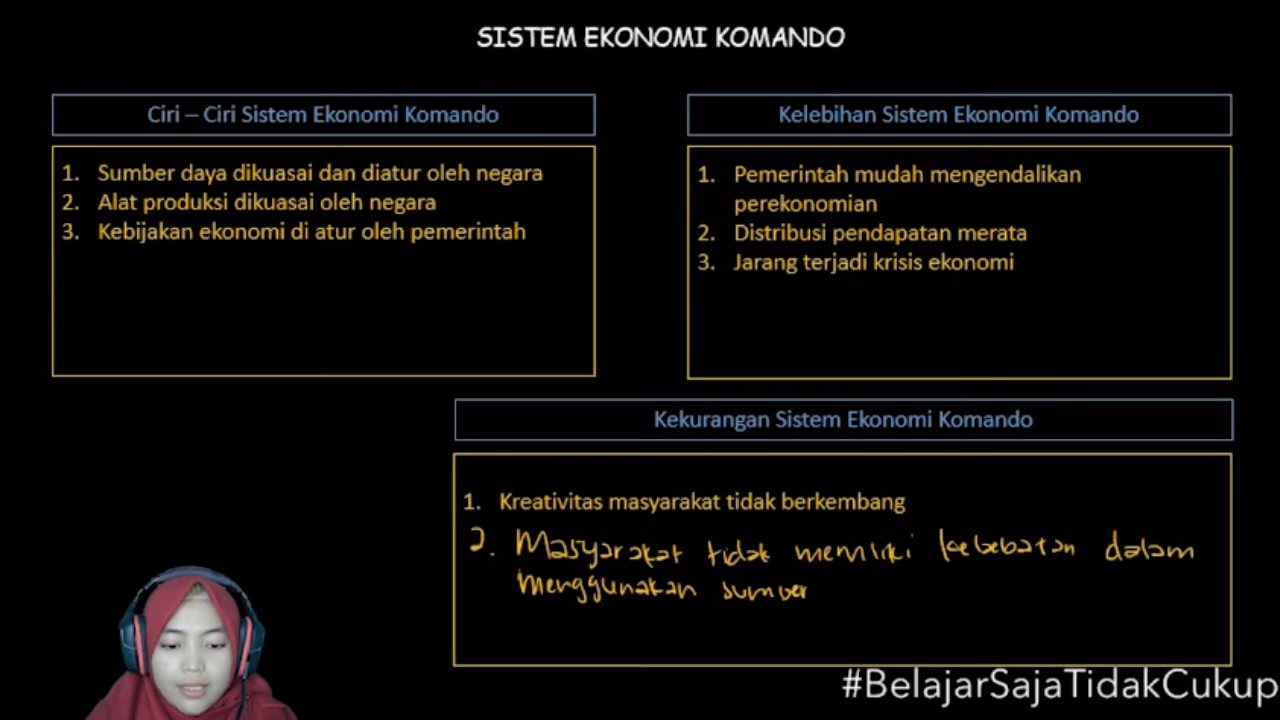 SISTEM EKONOMI KOMANDO
Ciri – Ciri Sistem Ekonomi Komando
1. Sumber daya dikuasai dan diatur oleh negara
2. Alat produksi dikuasai oleh negara
3. Kebijakan ekonomi di atur oleh pemerintah
Kelebihan Sistem Ekonomi Komando
1. Pemerintah mudah mengendalikan
perekonomian
2. Distribusi pendapatan merata
3. Jarang terjadi krisis ekonomi
Kekurangan Sistem Ekonomi Komando
1. Kreativitas masyarakat tidak berkembang
2. Masyarakat tidak memiliki kebebatan dalam
menggunakan sumber
#BelajarSajaTidakCukup